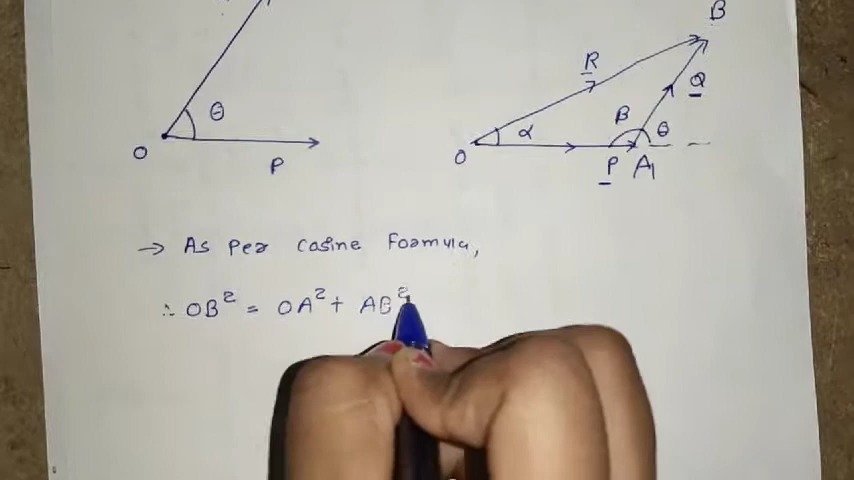 θ
O
P
B
R
Q
β
θ
α
O
P
A
→ As per cosine Formula,
∴ OB² = OA² + AB²